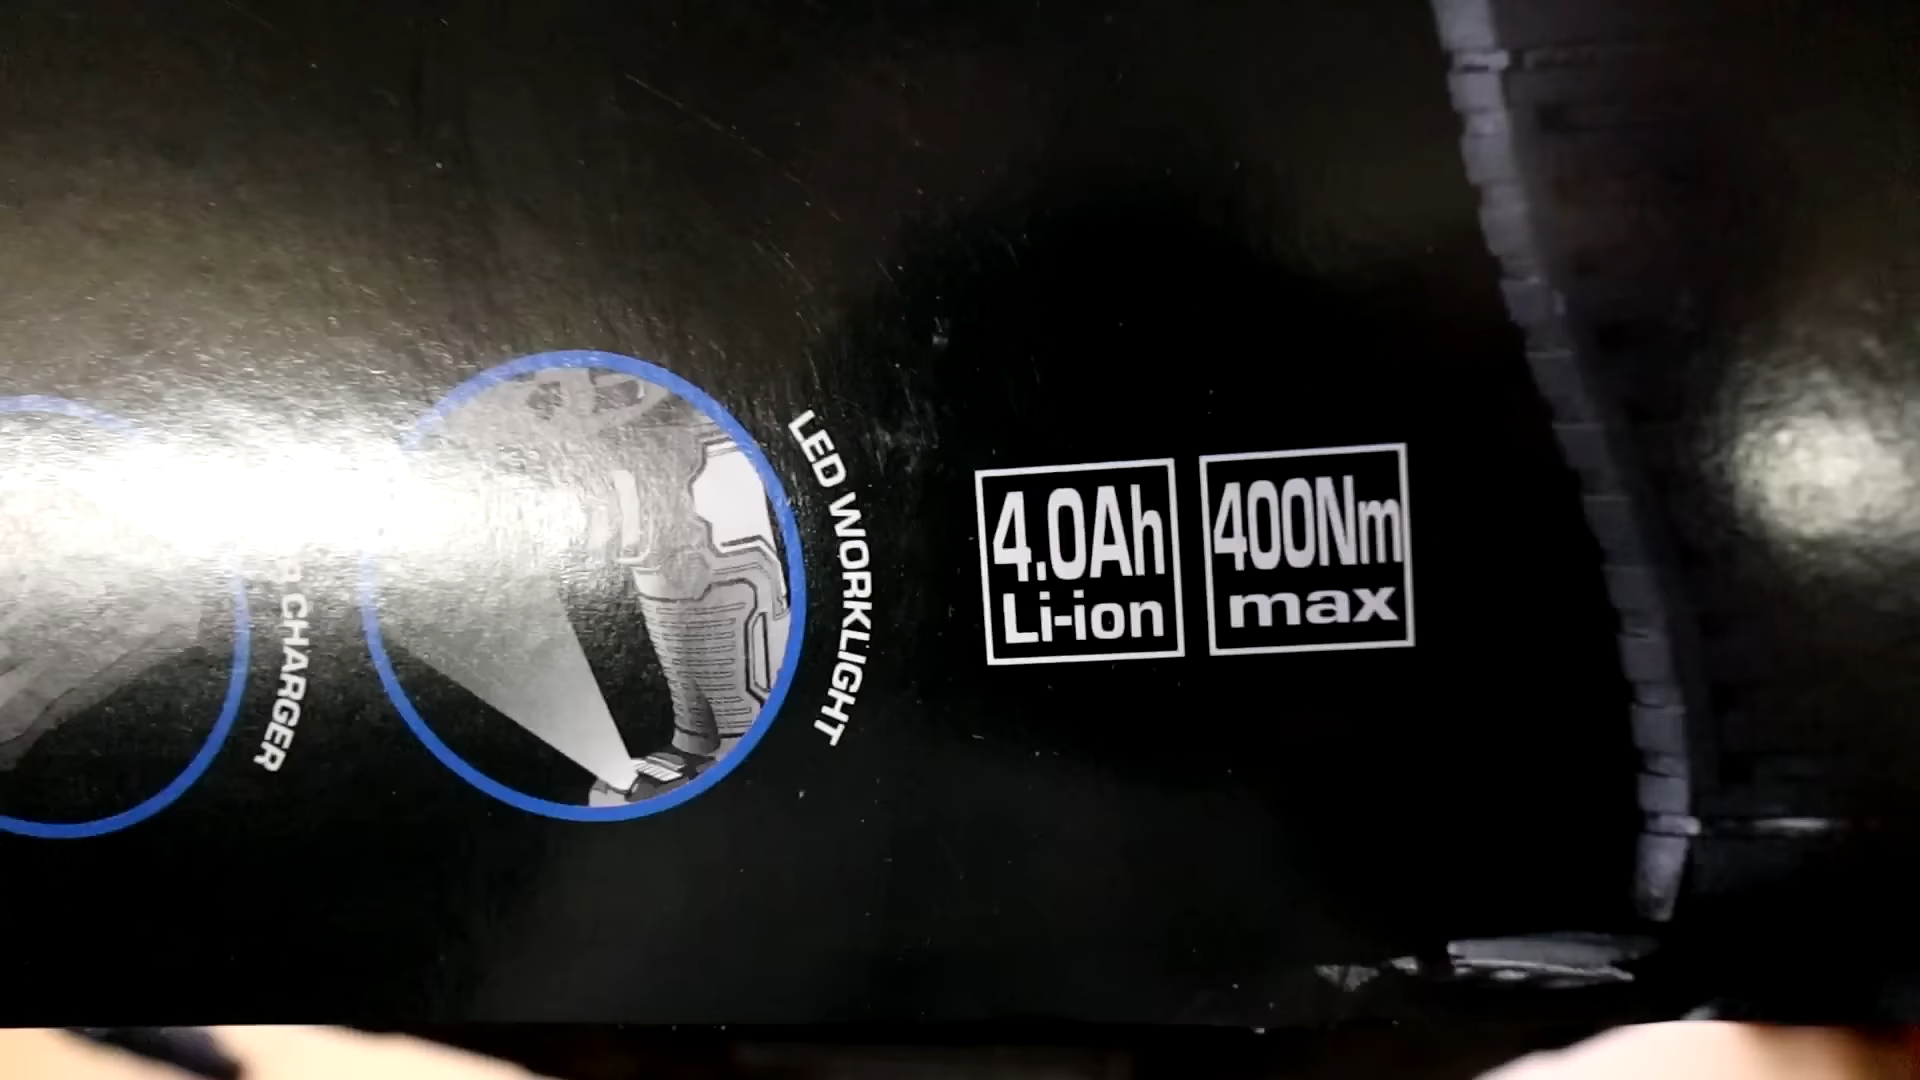 CHARGER
LED WORKLIGHT
4.0Ah
Li-ion
400Nm
max